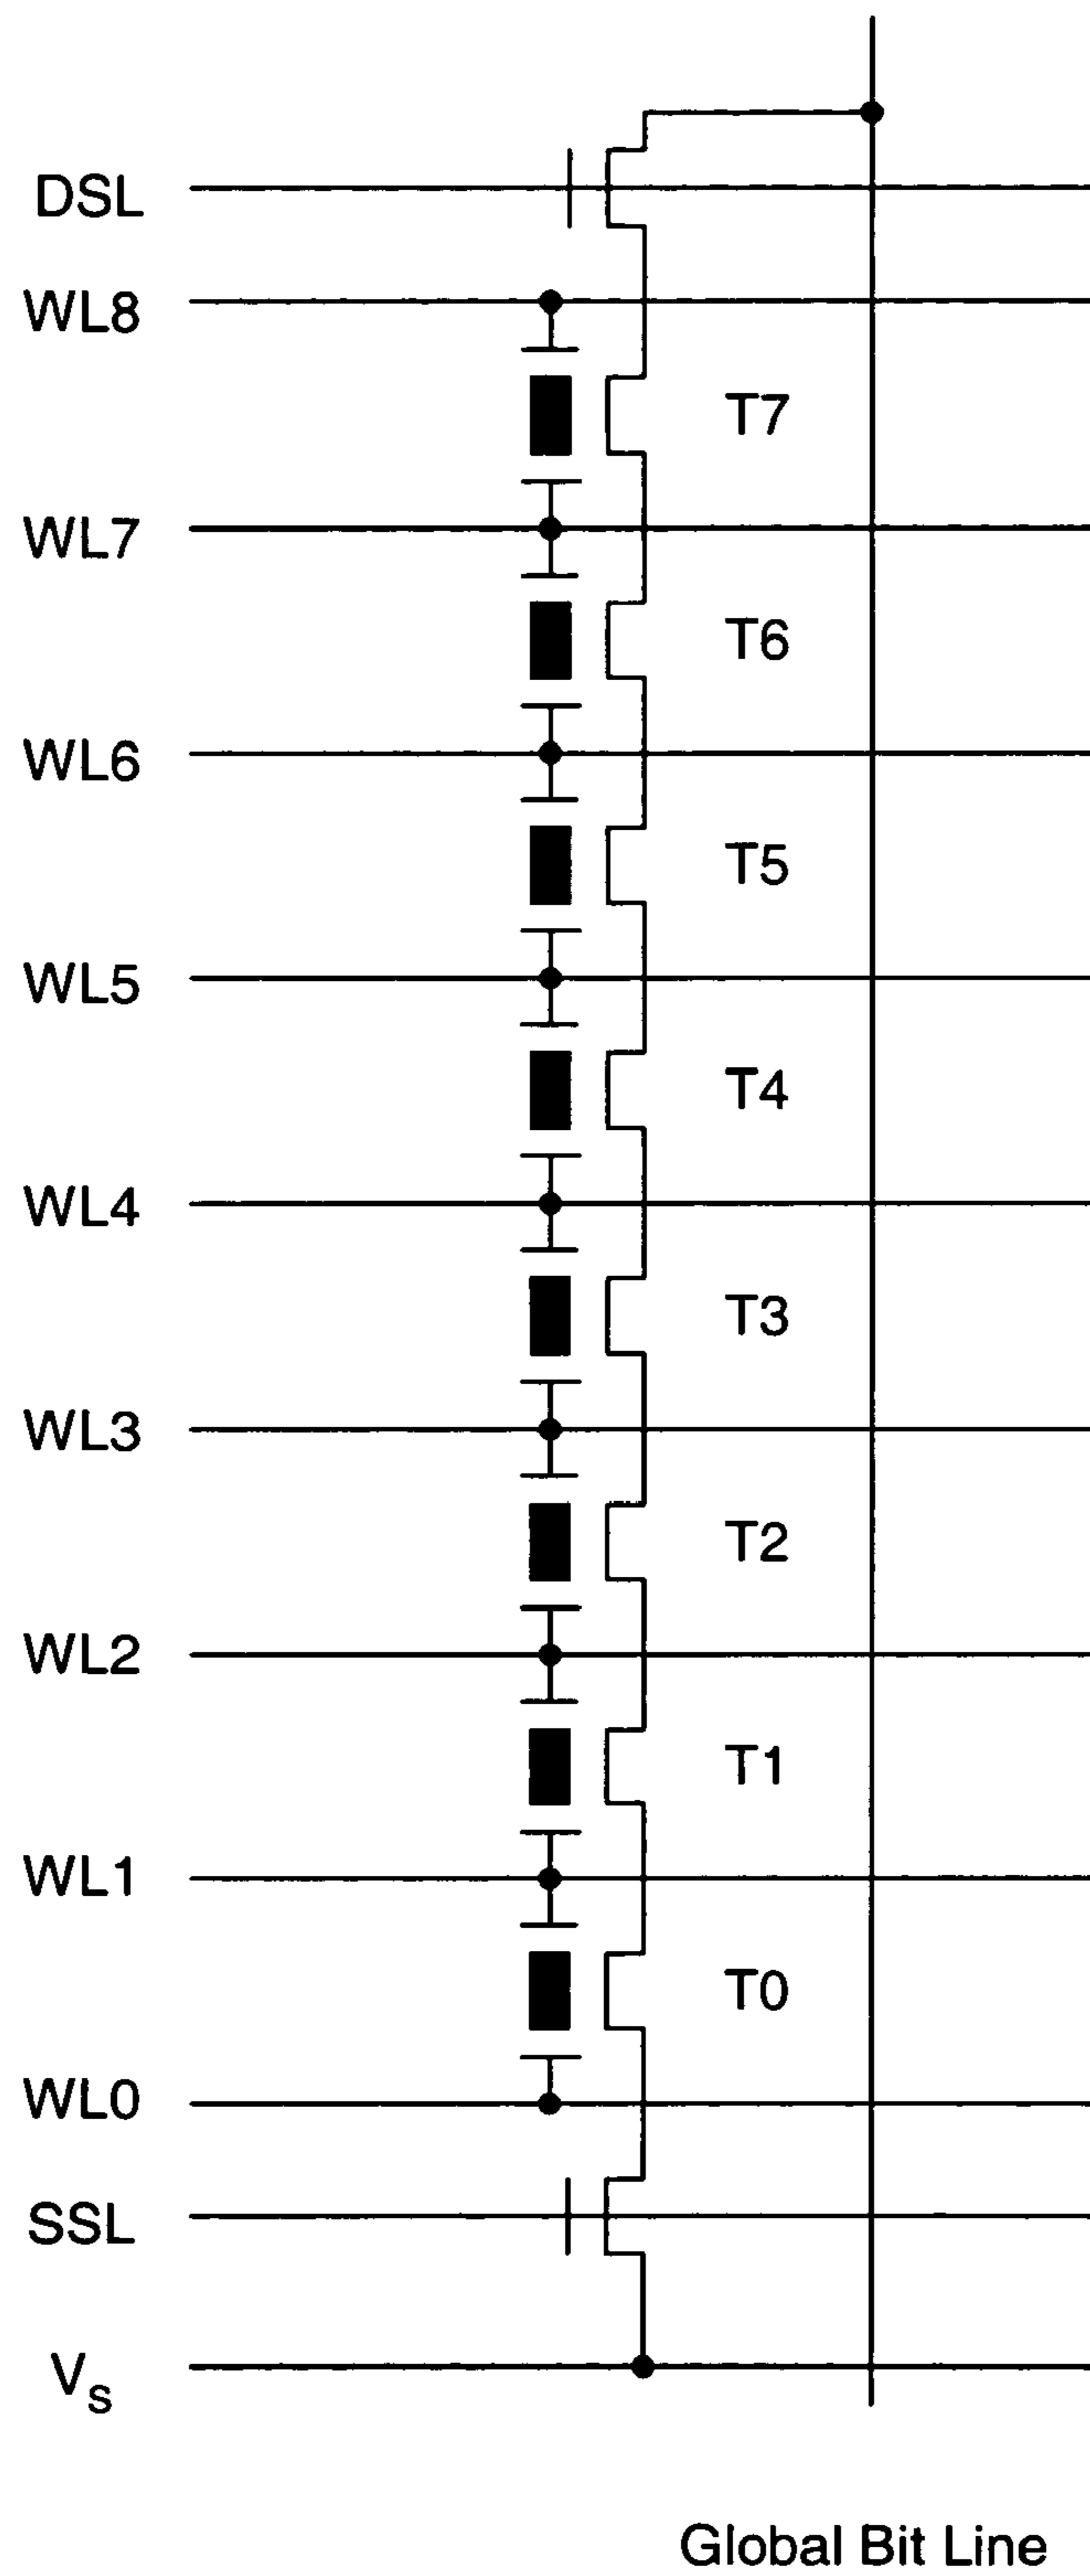 DSL
WL8
T7
WL7
T6
WL6
T5
WL5
T4
WL4
T3
WL3
T2
WL2
T1
WL1
T0
WL0
SSL
Vs
Global Bit Line